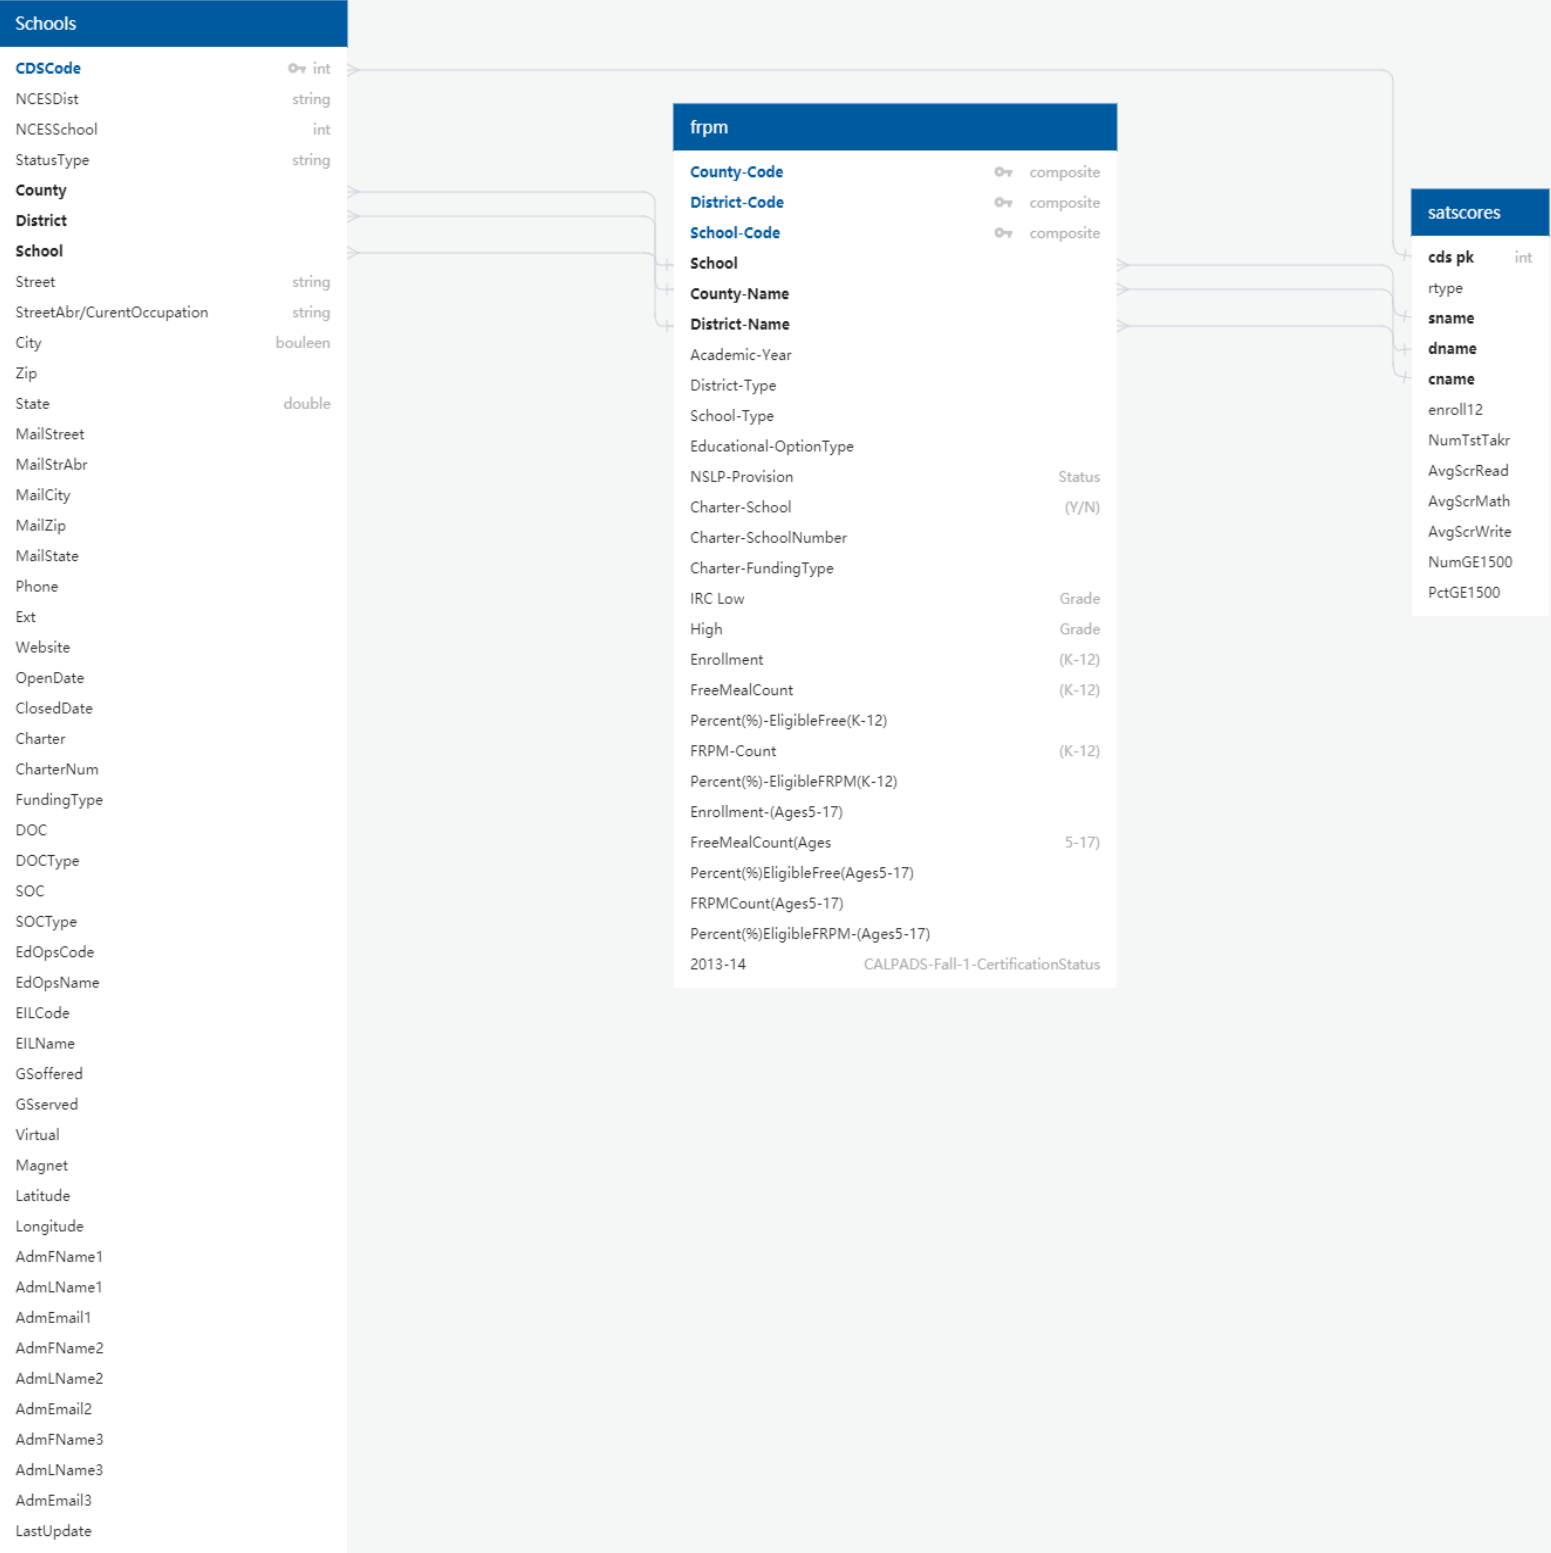 Schools
CDSCode int
NCESDist string
NCESSchool int
StatusType string
County
District
School
Street string
StreetAbr/CurentOccupation string
City bouleen
Zip
State double
MailStreet
MailStrAbr
MailCity
MailZip
MailState
Phone
Ext
Website
OpenDate
ClosedDate
Charter
CharterNum
FundingType
DOC
DOCType
SOC
SOCType
EdOpsCode
EdOpsName
EILCode
EILName
GSoffered
GSserved
Virtual
Magnet
Latitude
Longitude
AdmFName1
AdmLName1
AdmEmail1
AdmFName2
AdmLName2
AdmEmail2
AdmFName3
AdmLName3
AdmEmail3
LastUpdate
frpm
County-Code composite
District-Code composite
School-Code composite
School
County-Name
District-Name
Academic-Year
District-Type
School-Type
Educational-OptionType
NSLP-Provision Status
Charter-School (Y/N)
Charter-SchoolNumber
Charter-FundingType
IRC Low Grade
High Grade
Enrollment (K-12)
FreeMealCount (K-12)
Percent(%)-EligibleFree(K-12)
FRPM-Count (K-12)
Percent(%)-EligibleFRPM(K-12)
Enrollment-(Ages5-17)
FreeMealCount(Ages 5-17)
Percent(%)EligibleFree(Ages5-17)
FRPMCount(Ages5-17)
Percent(%)EligibleFRPM-(Ages5-17)
2013-14 CALPADS-Fall-1-CertificationStatus
satscores
cds pk int
rtype
sname
dname
cname
enroll12
NumTstTakr
AvgScrRead
AvgScrMath
AvgScrWrite
NumGE1500
PctGE1500